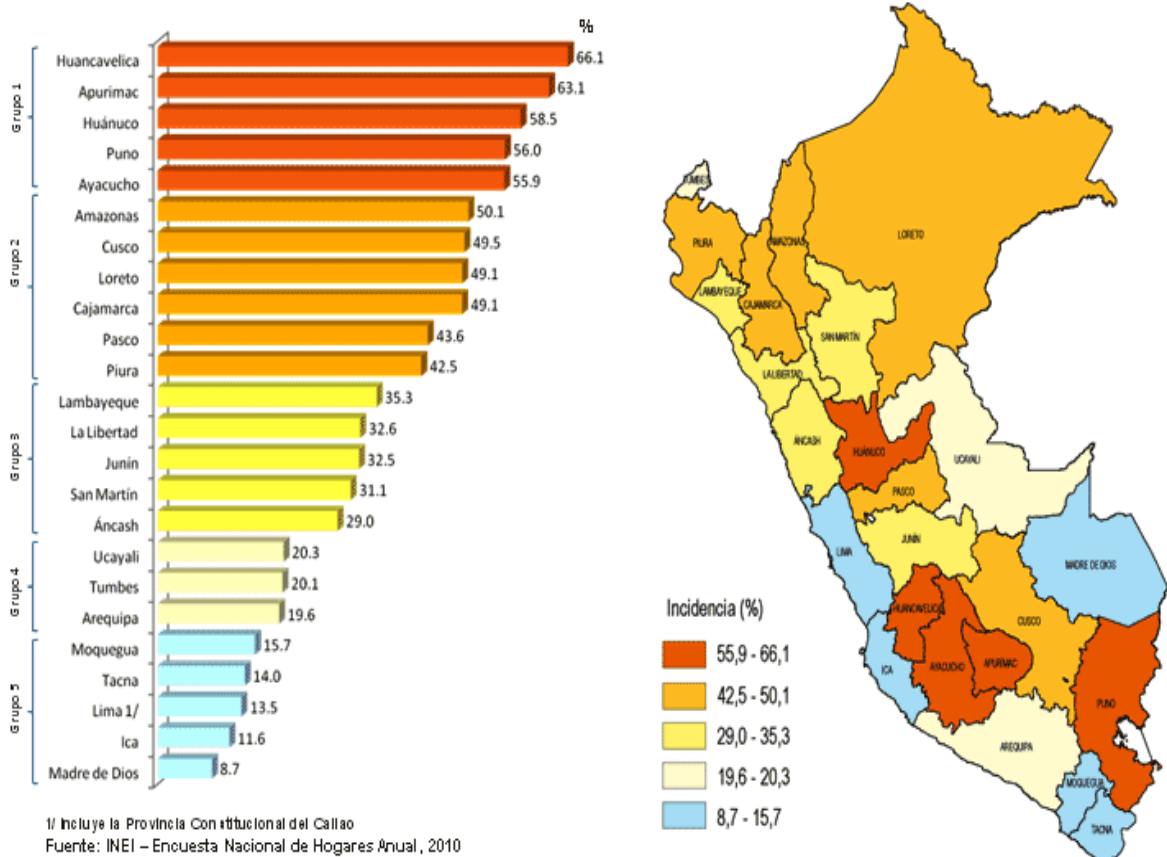 %
Grupo 1
Huancavelica 66.1
Apurimac 63.1
Huánuco 58.5
Puno 56.0
Ayacucho 55.9
Grupo 2
Amazonas 50.1
Cusco 49.5
Loreto 49.1
Cajamarca 49.1
Pasco 43.6
Piura 42.5
Grupo 3
Lambayeque 35.3
La Libertad 32.6
Junín 32.5
San Martín 31.1
Áncash 29.0
Grupo 4
Ucayali 20.3
Tumbes 20.1
Arequipa 19.6
Grupo 5
Moquegua 15.7
Tacna 14.0
Lima 1/ 13.5
Ica 11.6
Madre de Dios 8.7
1/ Incluye la Provincia Constitucional del Callao
Fuente: INEI – Encuesta Nacional de Hogares Anual, 2010
TUMBES
PIURA
AMAZONAS
LORETO
LAMBAYEQUE
CAJAMARCA
SAN MARTÍN
LA LIBERTAD
ÁNCASH
HUÁNUCO
UCAYALI
PASCO
LIMA
JUNÍN
MADRE DE DIOS
HUANCAVELICA
CUSCO
ICA
AYACUCHO
APURIMAC
PUNO
AREQUIPA
MOQUEGUA
TACNA
Incidencia (%)
55,9 - 66,1
42,5 - 50,1
29,0 - 35,3
19,6 - 20,3
8,7 - 15,7